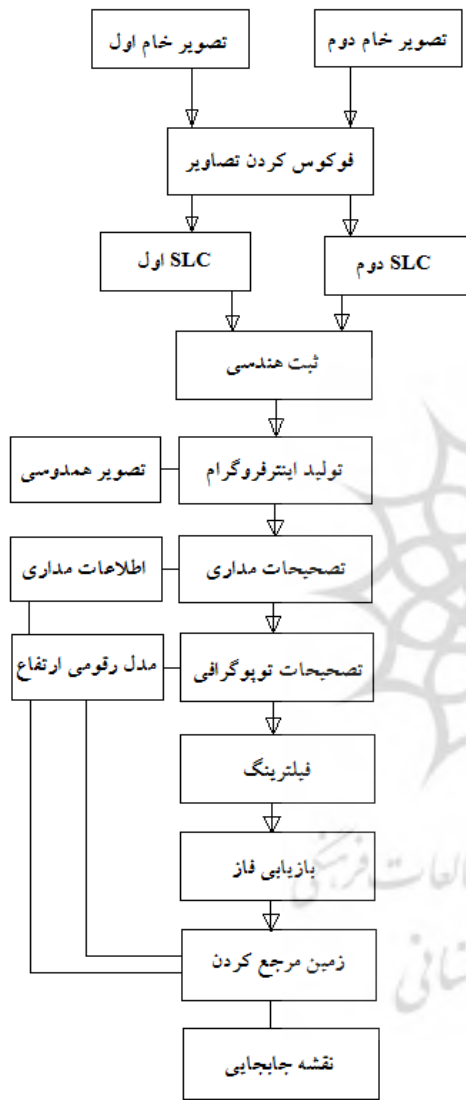 تصویر خام اول
تصویر خام دوم
فوکوس کردن تصاویر
SLC اول
SLC دوم
ثبت هندسی
تولید اینترفروگرام
تصویر همدوسی
تصحیحات مداری
اطلاعات مداری
تصحیحات توپوگرافی
مدل رقومی ارتفاع
فیلترینگ
بازیابی فاز
زمین مرجع کردن
نقشه جابجایی